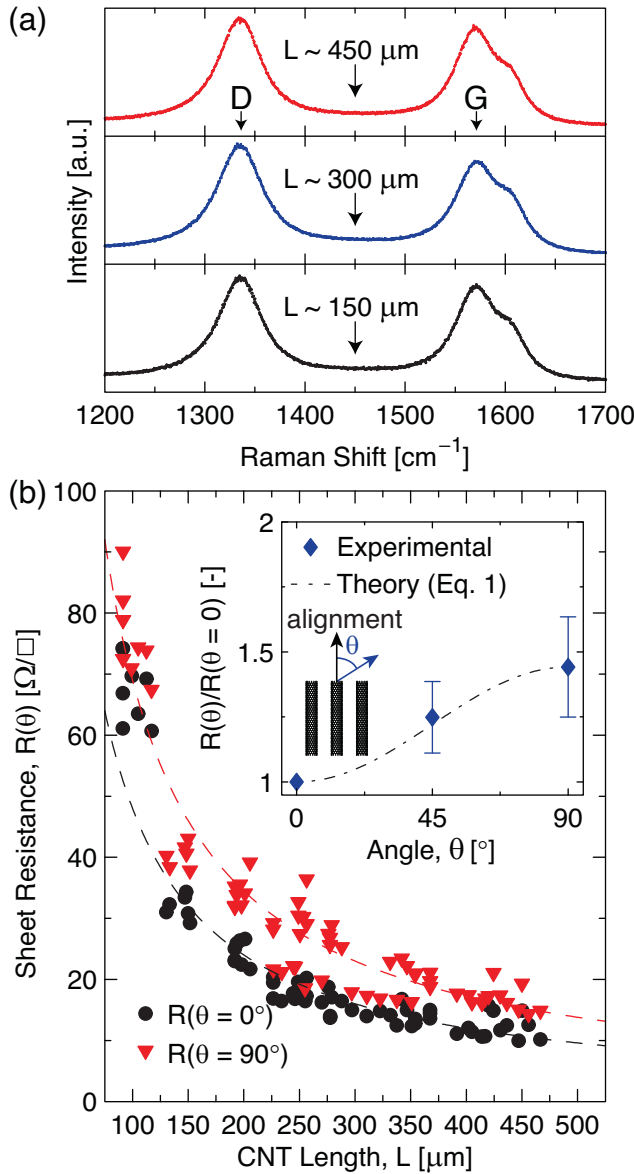 (a)
L ~ 450 μm
D
G
L ~ 300 μm
L ~ 150 μm
Intensity [a.u.]
1200 1300 1400 1500 1600 1700
Raman Shift [cm⁻¹]
(b)
100
80
60
40
20
0
Sheet Resistance, R(θ) [Ω/□]
2
1.5
1
R(θ)/R(θ = 0) [-]
Experimental
Theory (Eq. 1)
alignment
θ
0 45 90
Angle, θ [°]
R(θ = 0°)
R(θ = 90°)
100 150 200 250 300 350 400 450 500
CNT Length, L [μm]